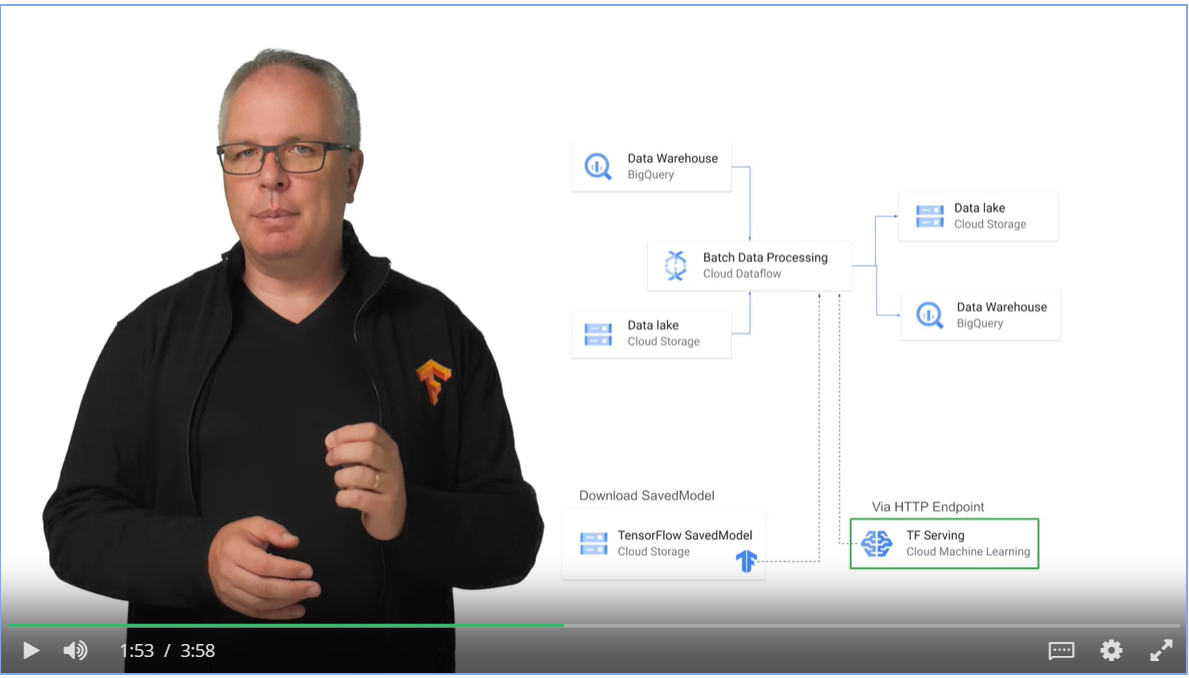 Data Warehouse
BigQuery
Data lake
Cloud Storage
Batch Data Processing
Cloud Dataflow
Data Warehouse
BigQuery
Data lake
Cloud Storage
Download SavedModel
TensorFlow SavedModel
Cloud Storage
Via HTTP Endpoint
TF Serving
Cloud Machine Learning
1:53 / 3:58